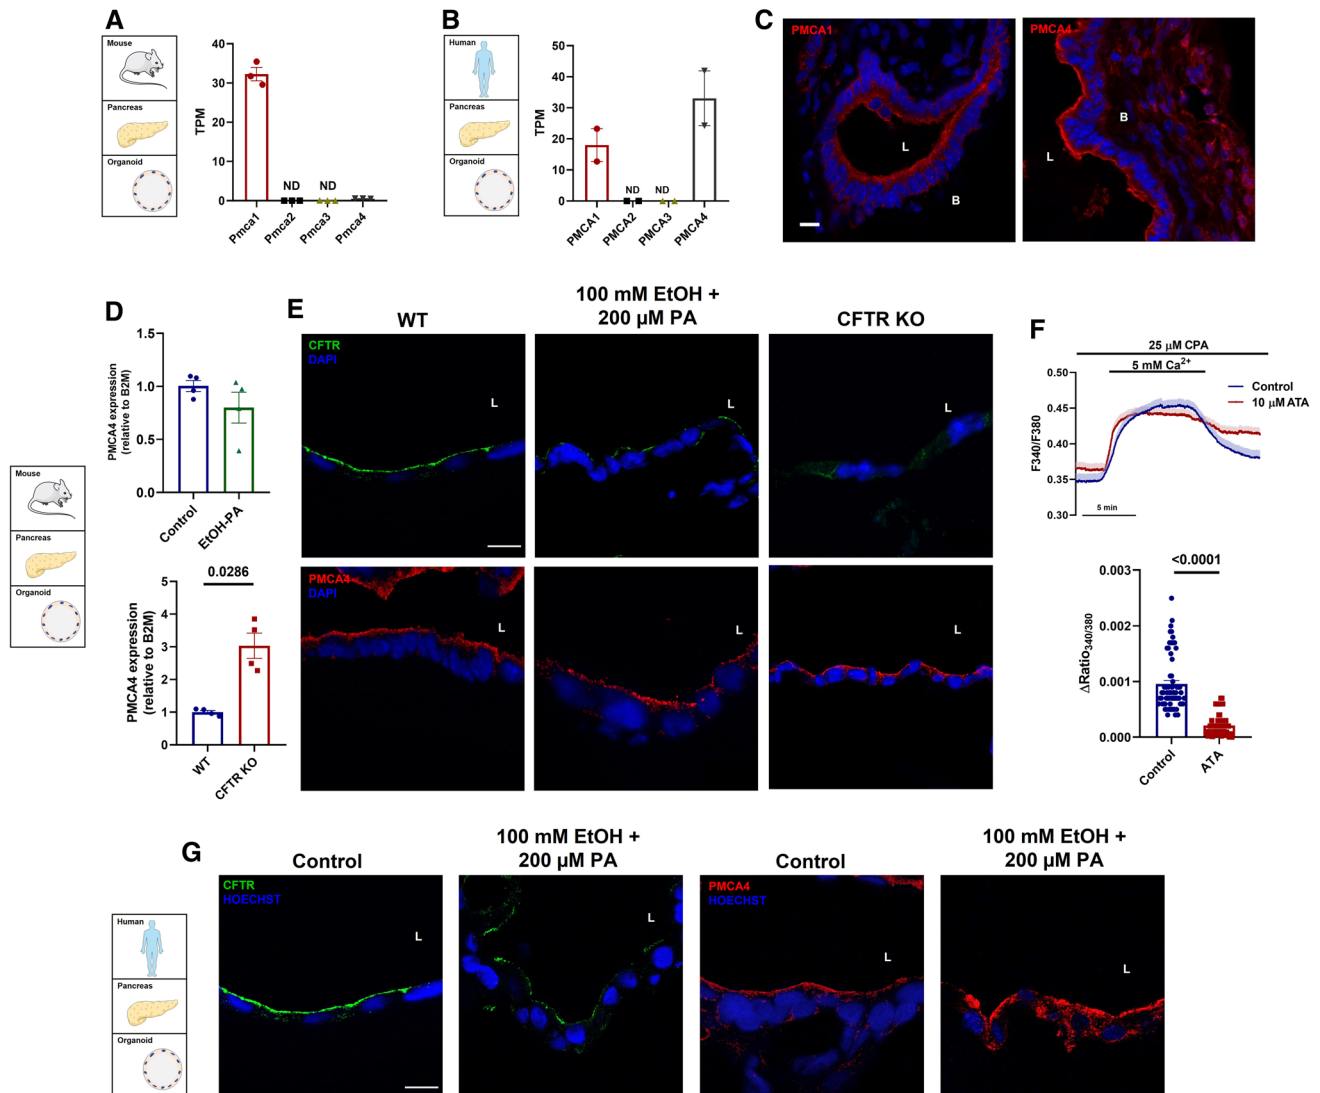 A
Mouse
Pancreas
Organoid
TPM
40
30
20
10
0
ND
ND
Pmca1
Pmca2
Pmca3
Pmca4
B
Human
Pancreas
Organoid
TPM
50
40
30
20
10
0
ND
ND
PMCA1
PMCA2
PMCA3
PMCA4
C
PMCA1
L
B
PMCA4
L
B
D
Mouse
Pancreas
Organoid
PMCA4 expression
(relative to B2M)
1.5
1.0
0.5
0.0
Control
EtOH-PA
PMCA4 expression
(relative to B2M)
5
4
3
2
1
0
0.0286
WT
CFTR KO
E
WT
100 mM EtOH +
200 µM PA
CFTR KO
CFTR
DAPI
L
L
L
PMCA4
DAPI
L
L
L
F
25 µM CPA
5 mM Ca²⁺
Control
10 µM ATA
F340/F380
0.50
0.45
0.40
0.35
0.30
5 min
ΔRatio340/380
0.003
0.002
0.001
0.000
<0.0001
Control
ATA
G
Human
Pancreas
Organoid
Control
100 mM EtOH +
200 µM PA
Control
100 mM EtOH +
200 µM PA
CFTR
HOECHST
L
L
PMCA4
HOECHST
L
L